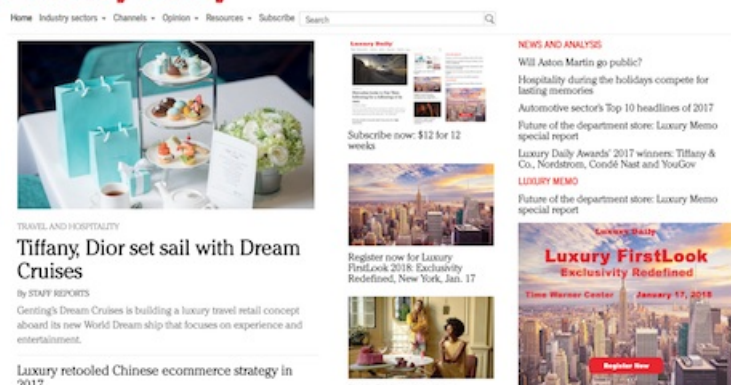 Home Industry sectors Channels Opinion Resources Subscribe Search
TRAVEL AND HOSPITALITY
Tiffany, Dior set sail with Dream
Cruises
By STAFF REPORTS
Genting's Dream Cruises is building a luxury travel retail concept
aboard its new World Dream ship that focuses on experience and
entertainment.
Luxury retooled Chinese ecommerce strategy in
2017
Luxury Daily
Subscribe now: $12 for 12
weeks
Register now for Luxury
FirstLook 2018: Exclusivity
Redefined, New York, Jan. 17
NEWS AND ANALYSIS
Will Aston Martin go public?
Hospitality during the holidays compete for
lasting memories
Automotive sector's Top 10 headlines of 2017
Future of the department store: Luxury Memo
special report
Luxury Daily Awards' 2017 winners: Tiffany &
Co., Nordstrom, Condé Nast and YouGov
LUXURY MEMO
Future of the department store: Luxury Memo
special report
Luxury Daily
Luxury FirstLook
Exclusivity Redefined
Time Warner Center January 17, 2018
Register Now